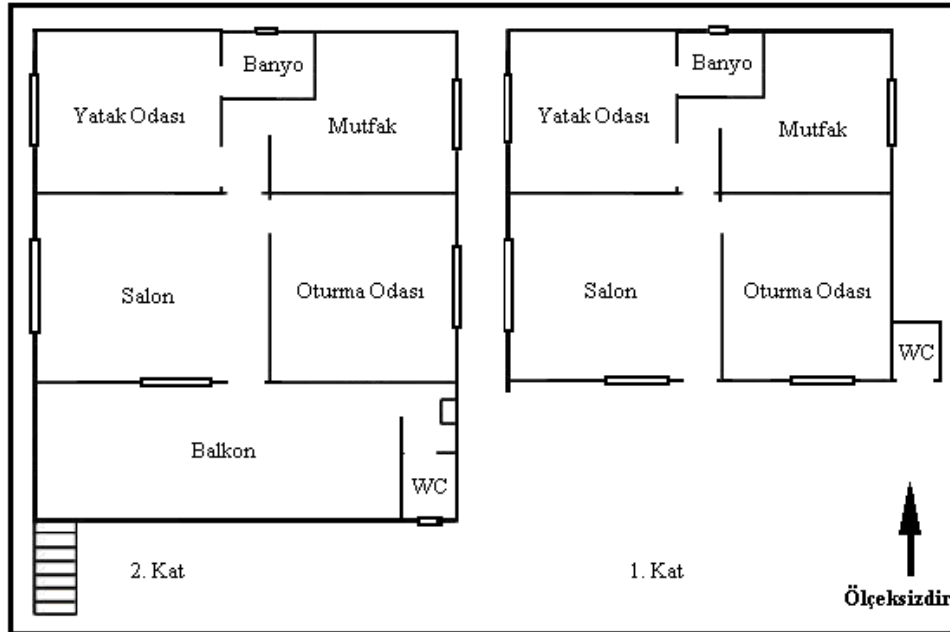 Banyo
Yatak Odası
Mutfak
Salon
Oturma Odası
Balkon
WC
2. Kat
Banyo
Yatak Odası
Mutfak
Salon
Oturma Odası
WC
1. Kat
Ölçeksizdir